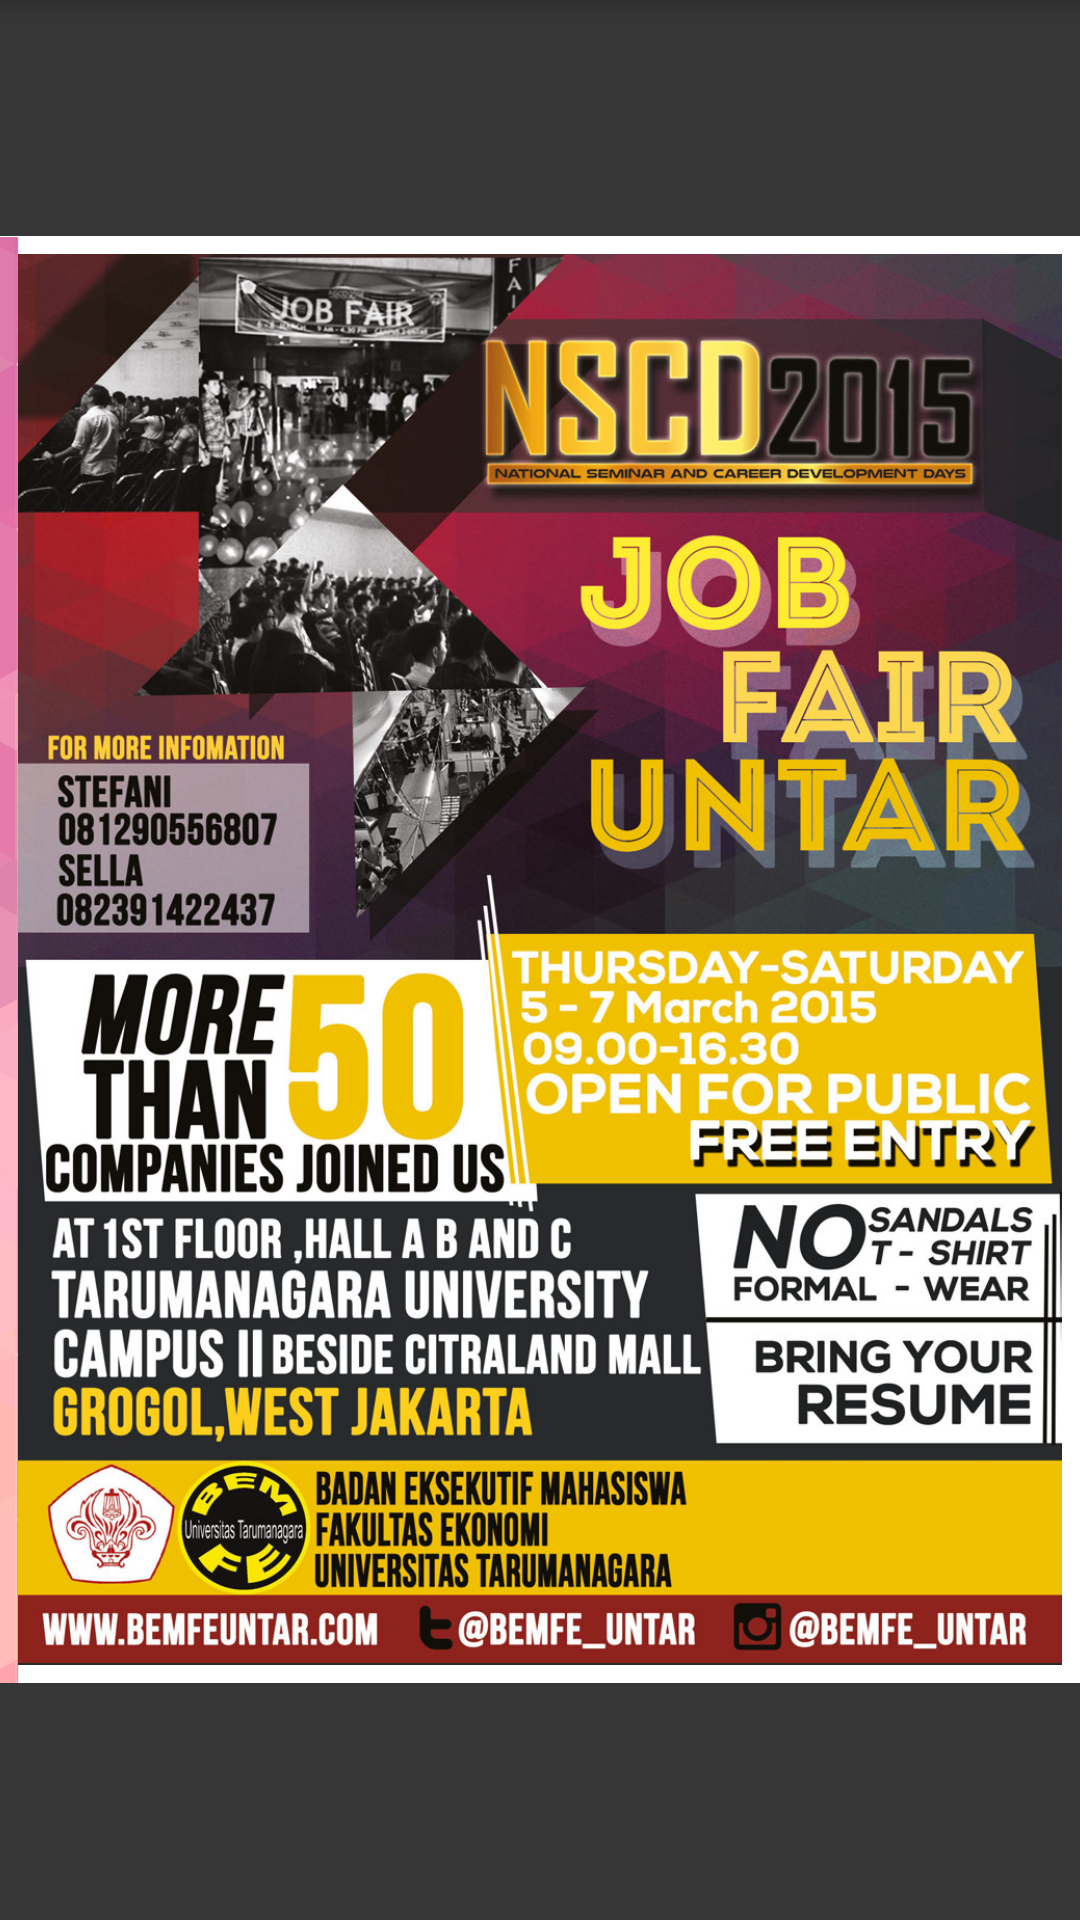 JOB FAIR
FAI
NSCD2015
NATIONAL SEMINAR AND CAREER DEVELOPMENT DAYS
JOB
FAIR
UNTAR
FOR MORE INFOMATION
STEFANI
081290556807
SELLA
082391422437
MORE
THAN 50
COMPANIES JOINED US
THURSDAY-SATURDAY
5 - 7 March 2015
09.00-16.30
OPEN FOR PUBLIC
FREE ENTRY
AT 1ST FLOOR ,HALL A B AND C
TARUMANAGARA UNIVERSITY
CAMPUS II BESIDE CITRALAND MALL
GROGOL,WEST JAKARTA
NO SANDALS
T - SHIRT
FORMAL - WEAR
BRING YOUR
RESUME
BEM
Universitas Tarumanagara
FE
BADAN EKSEKUTIF MAHASISWA
FAKULTAS EKONOMI
UNIVERSITAS TARUMANAGARA
WWW.BEMFEUNTAR.COM @BEMFE_UNTAR @BEMFE_UNTAR